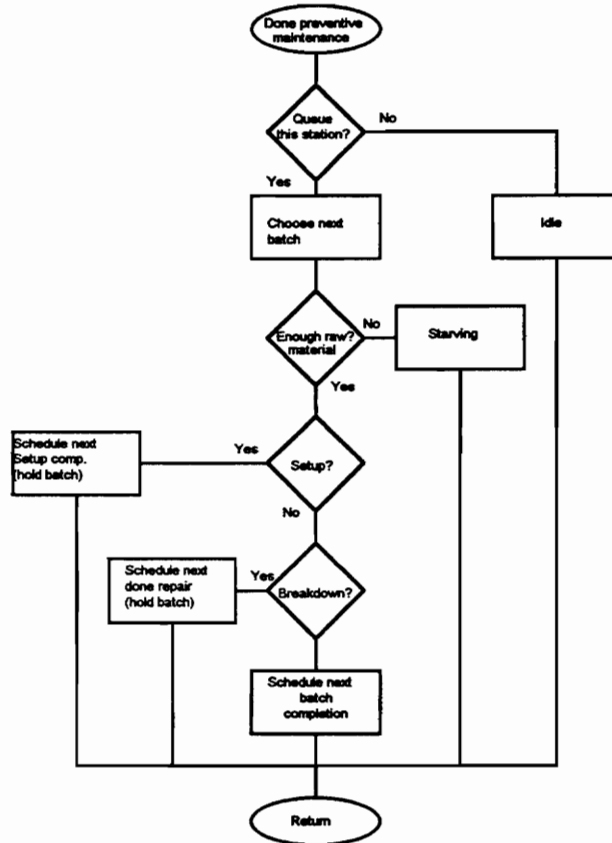 Done preventive
maintenance
Queue
this station?
No
Yes
Choose next
batch
Idle
Enough raw?
material
No
Starving
Yes
Schedule next
Setup comp.
(hold batch)
Yes
Setup?
No
Schedule next
done repair
(hold batch)
Yes
Breakdown?
Schedule next
batch
completion
Return